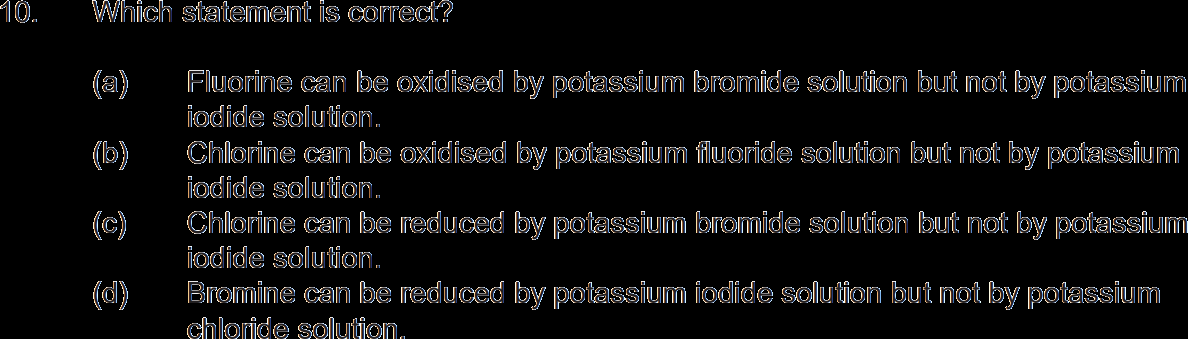 10. Which statement is correct?
(a) Fluorine can be oxidised by potassium bromide solution but not by potassium
iodide solution.
(b) Chlorine can be oxidised by potassium fluoride solution but not by potassium
iodide solution.
(c) Chlorine can be reduced by potassium bromide solution but not by potassium
iodide solution.
(d) Bromine can be reduced by potassium iodide solution but not by potassium
chloride solution.